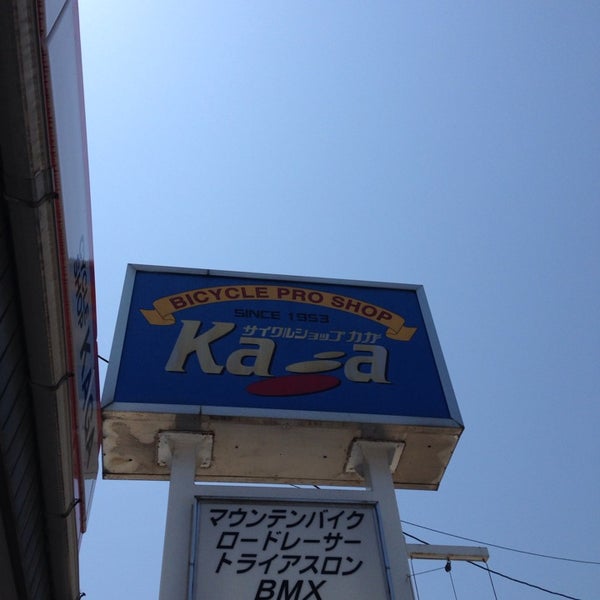 BICYCLE PRO SHOP
SINCE 1953
サイクルショップカガ
Kaga
マウンテンバイク
ロードレーサー
トライアスロン
BMX